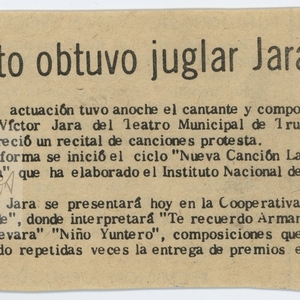 to obtuvo juglar Jara
actuación tuvo anoche el cantante y compo
Víctor Jara del Teatro Municipal de Tru
reció un recital de canciones protesta.
forma se inició el ciclo "Nueva Canción La
a", que ha elaborado el Instituto Nacional de
Jara se presentará hoy en la Cooperativa
de", donde interpretará "Te recuerdo Aman
evara" "Niño Yuntero", composiciones que
do repetidas veces la entrega de premios e